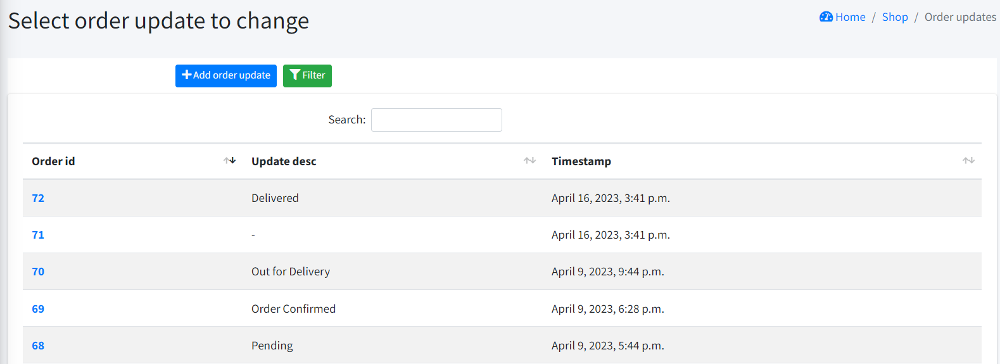 Select order update to change
Home / Shop / Order updates
Add order update Filter
Search:
Order id Update desc Timestamp
72 Delivered April 16, 2023, 3:41 p.m.
71 - April 16, 2023, 3:41 p.m.
70 Out for Delivery April 9, 2023, 9:44 p.m.
69 Order Confirmed April 9, 2023, 6:28 p.m.
68 Pending April 9, 2023, 5:44 p.m.